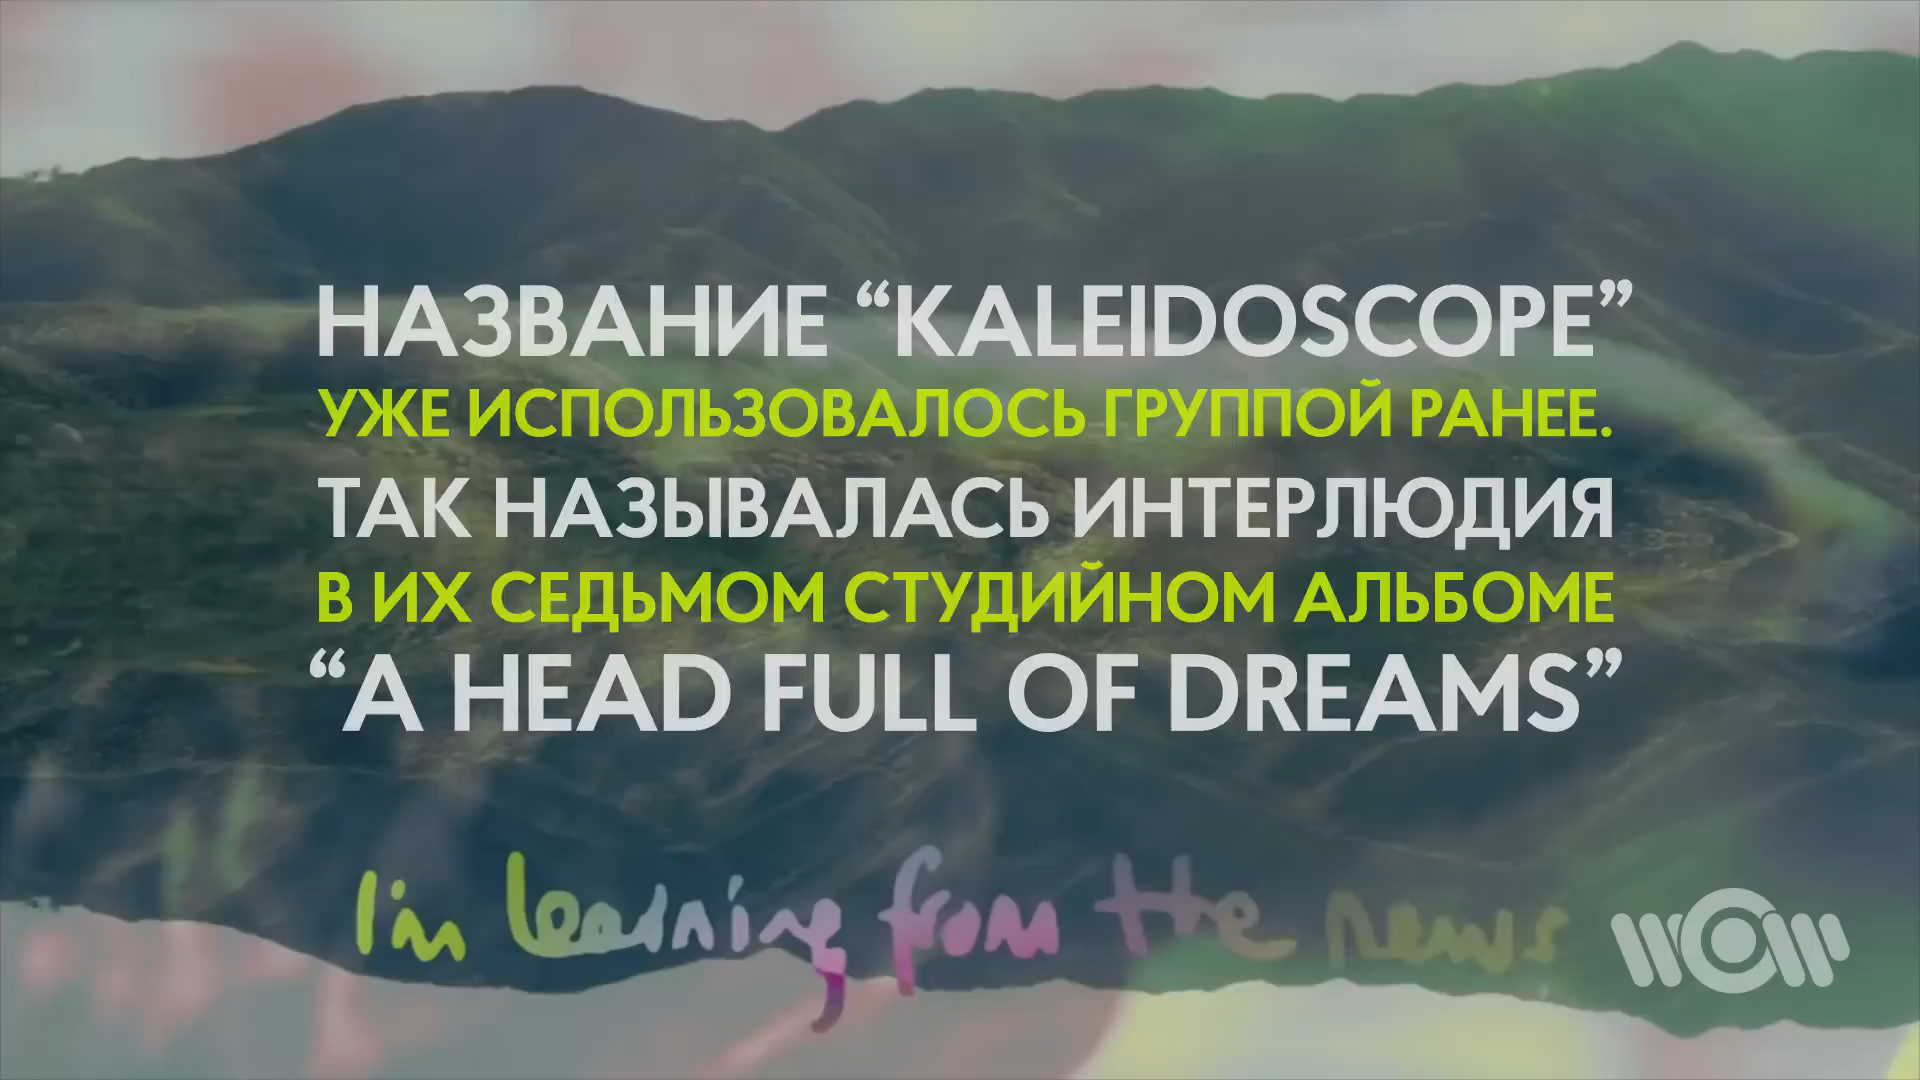 НАЗВАНИЕ “KALEIDOSCOPE”
УЖЕ ИСПОЛЬЗОВАЛОСЬ ГРУППОЙ РАНЕЕ.
ТАК НАЗЫВАЛАСЬ ИНТЕРЛЮДИЯ
В ИХ СЕДЬМОМ СТУДИЙНОМ АЛЬБОМЕ
“A HEAD FULL OF DREAMS”
I'm learning from the news
WOW